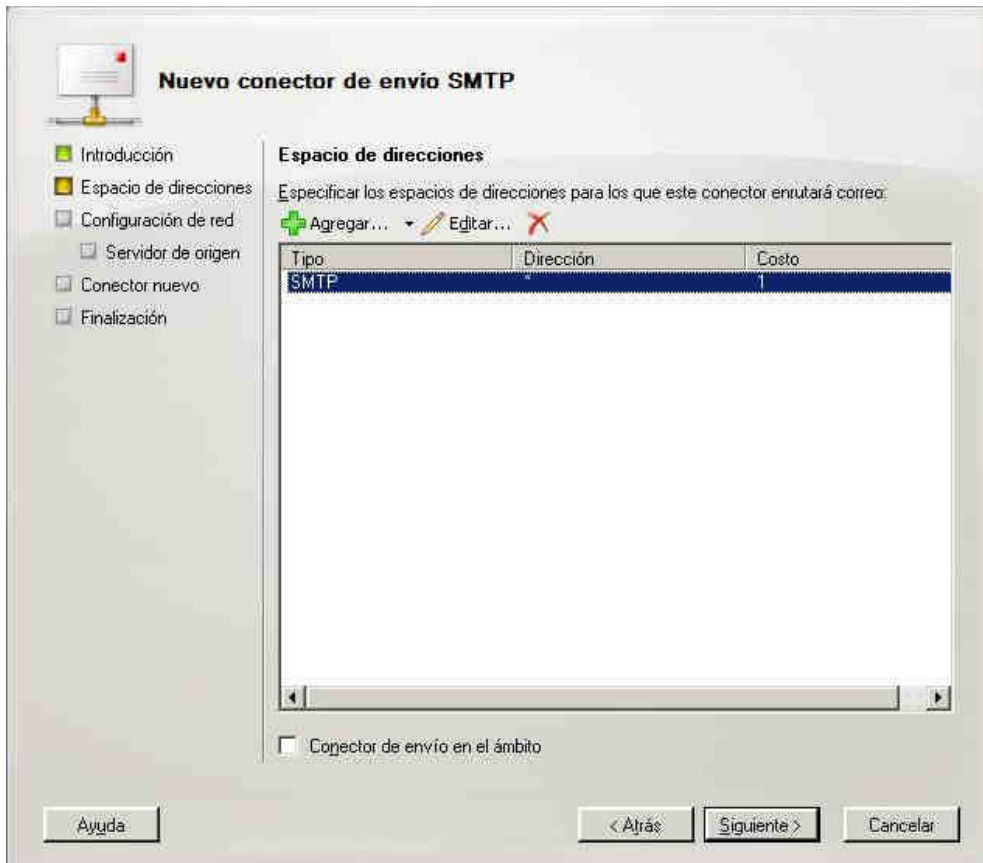 Nuevo conector de envío SMTP
Introducción
Espacio de direcciones
Configuración de red
Servidor de origen
Conector nuevo
Finalización
Espacio de direcciones
Especificar los espacios de direcciones para los que este conector enrutará correo:
Agregar... Editar...
Tipo Dirección Costo
SMTP * 1
Conector de envío en el ámbito
Ayuda < Atrás Siguiente > Cancelar